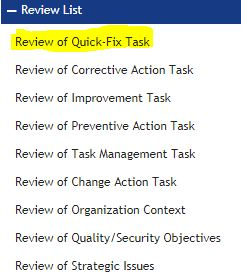 — Review List
Review of Quick-Fix Task
Review of Corrective Action Task
Review of Improvement Task
Review of Preventive Action Task
Review of Task Management Task
Review of Change Action Task
Review of Organization Context
Review of Quality/Security Objectives
Review of Strategic Issues